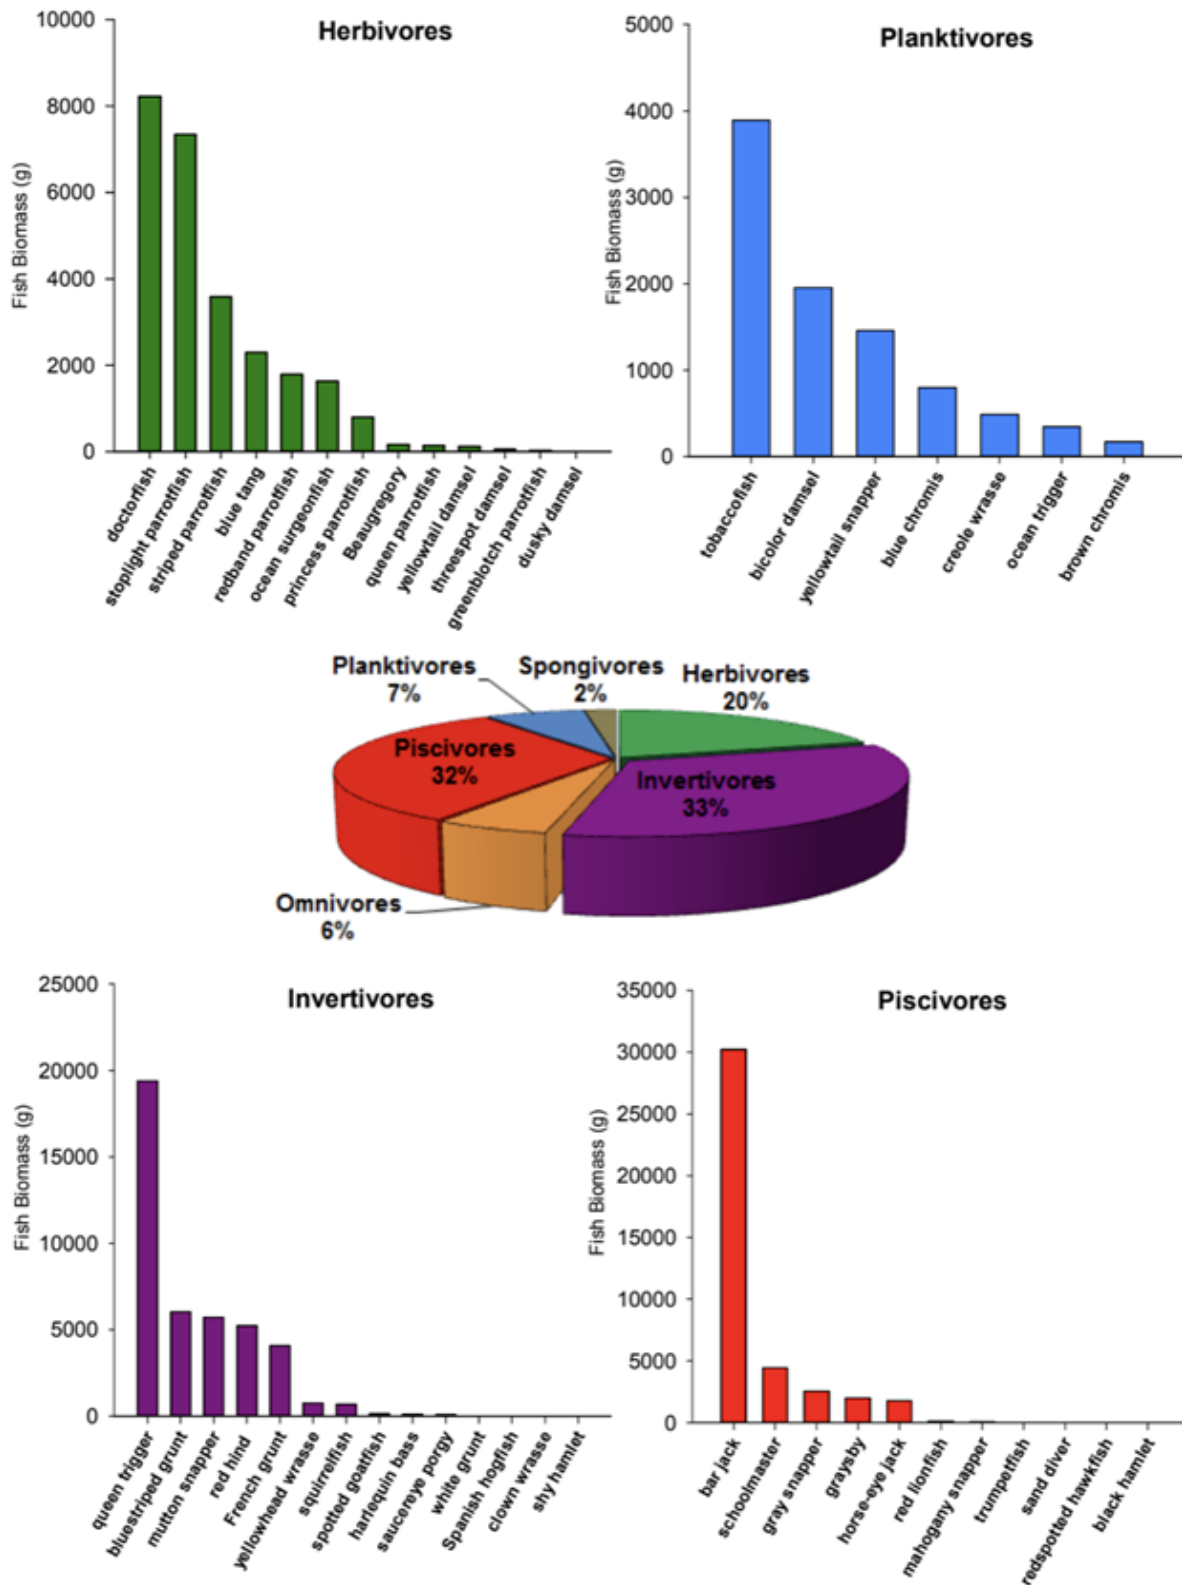 Herbivores
Fish Biomass (g)
10000
8000
6000
4000
2000
0
doctorfish
stoplight parrotfish
striped parrotfish
blue tang
redband parrotfish
ocean surgeonfish
princess parrotfish
Beaugregory
queen parrotfish
yellowtail damsel
threespot damsel
greenblotch parrotfish
dusky damsel
Planktivores
Fish Biomass (g)
5000
4000
3000
2000
1000
0
tobaccofish
bicolor damsel
yellowtail snapper
blue chromis
creole wrasse
ocean trigger
brown chromis
Planktivores
7%
Spongivores
2%
Herbivores
20%
Piscivores
32%
Invertivores
33%
Omnivores
6%
Invertivores
Fish Biomass (g)
25000
20000
15000
10000
5000
0
queen trigger
bluestriped grunt
mutton snapper
red hind
French grunt
yellowhead wrasse
squirrelfish
spotted goatfish
harlequin bass
saucereye porgy
white grunt
Spanish hogfish
clown wrasse
shy hamlet
Piscivores
Fish Biomass (g)
35000
30000
25000
20000
15000
10000
5000
0
bar jack
schoolmaster
gray snapper
graysby
horse-eye jack
red lionfish
mahogany snapper
trumpetfish
sand diver
redspotted hawkfish
black hamlet